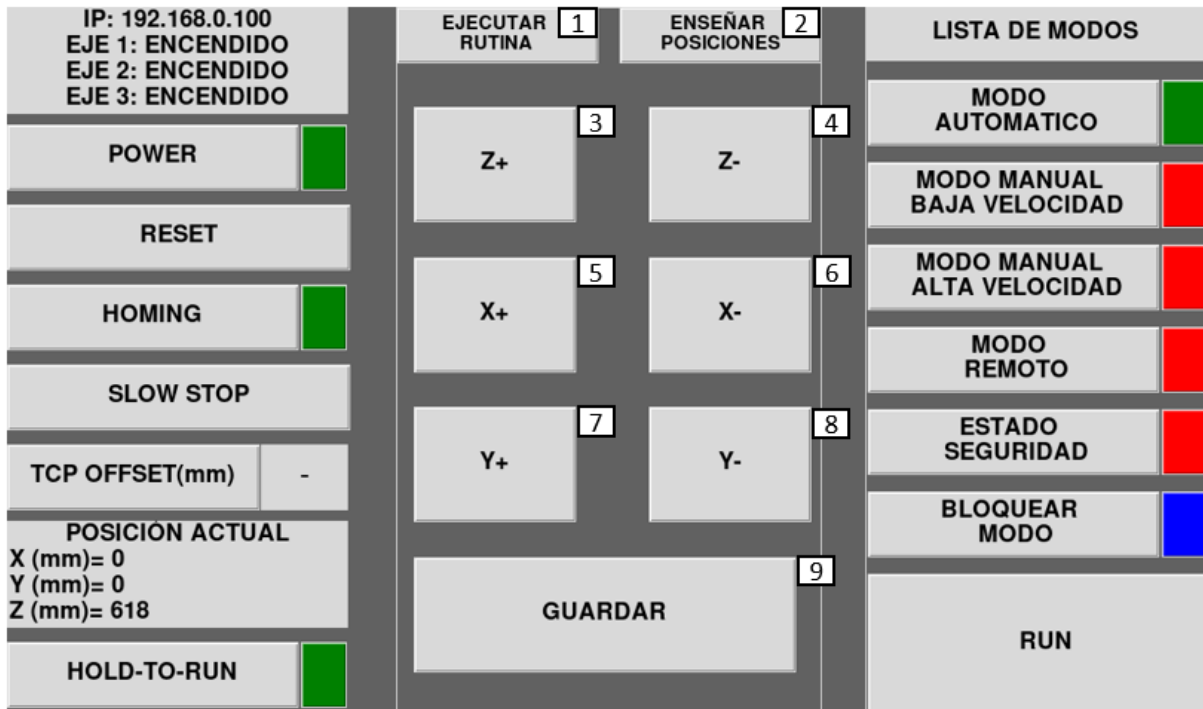 IP: 192.168.0.100
EJE 1: ENCENDIDO
EJE 2: ENCENDIDO
EJE 3: ENCENDIDO
POWER
RESET
HOMING
SLOW STOP
TCP OFFSET(mm) -
POSICIÓN ACTUAL
X (mm)= 0
Y (mm)= 0
Z (mm)= 618
HOLD-TO-RUN
EJECUTAR
RUTINA
1
ENSEÑAR
POSICIONES
2
Z+
3
Z-
4
X+
5
X-
6
Y+
7
Y-
8
GUARDAR
9
LISTA DE MODOS
MODO
AUTOMATICO
MODO MANUAL
BAJA VELOCIDAD
MODO MANUAL
ALTA VELOCIDAD
MODO
REMOTO
ESTADO
SEGURIDAD
BLOQUEAR
MODO
RUN